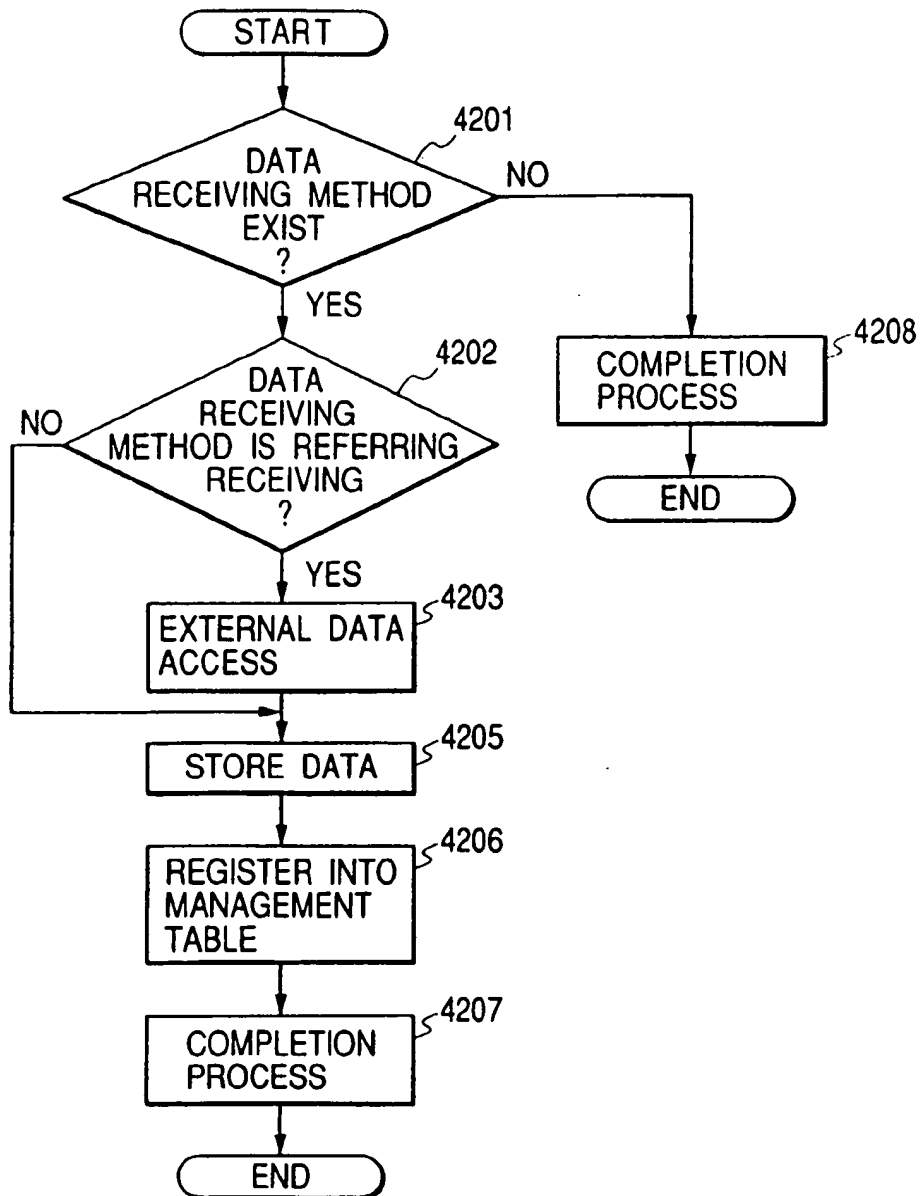 START
4201
DATA
RECEIVING METHOD
EXIST
?
NO
YES
4202
DATA
RECEIVING
METHOD IS REFERRING
RECEIVING
?
NO
YES
4208
COMPLETION
PROCESS
END
4203
EXTERNAL DATA
ACCESS
4205
STORE DATA
4206
REGISTER INTO
MANAGEMENT
TABLE
4207
COMPLETION
PROCESS
END